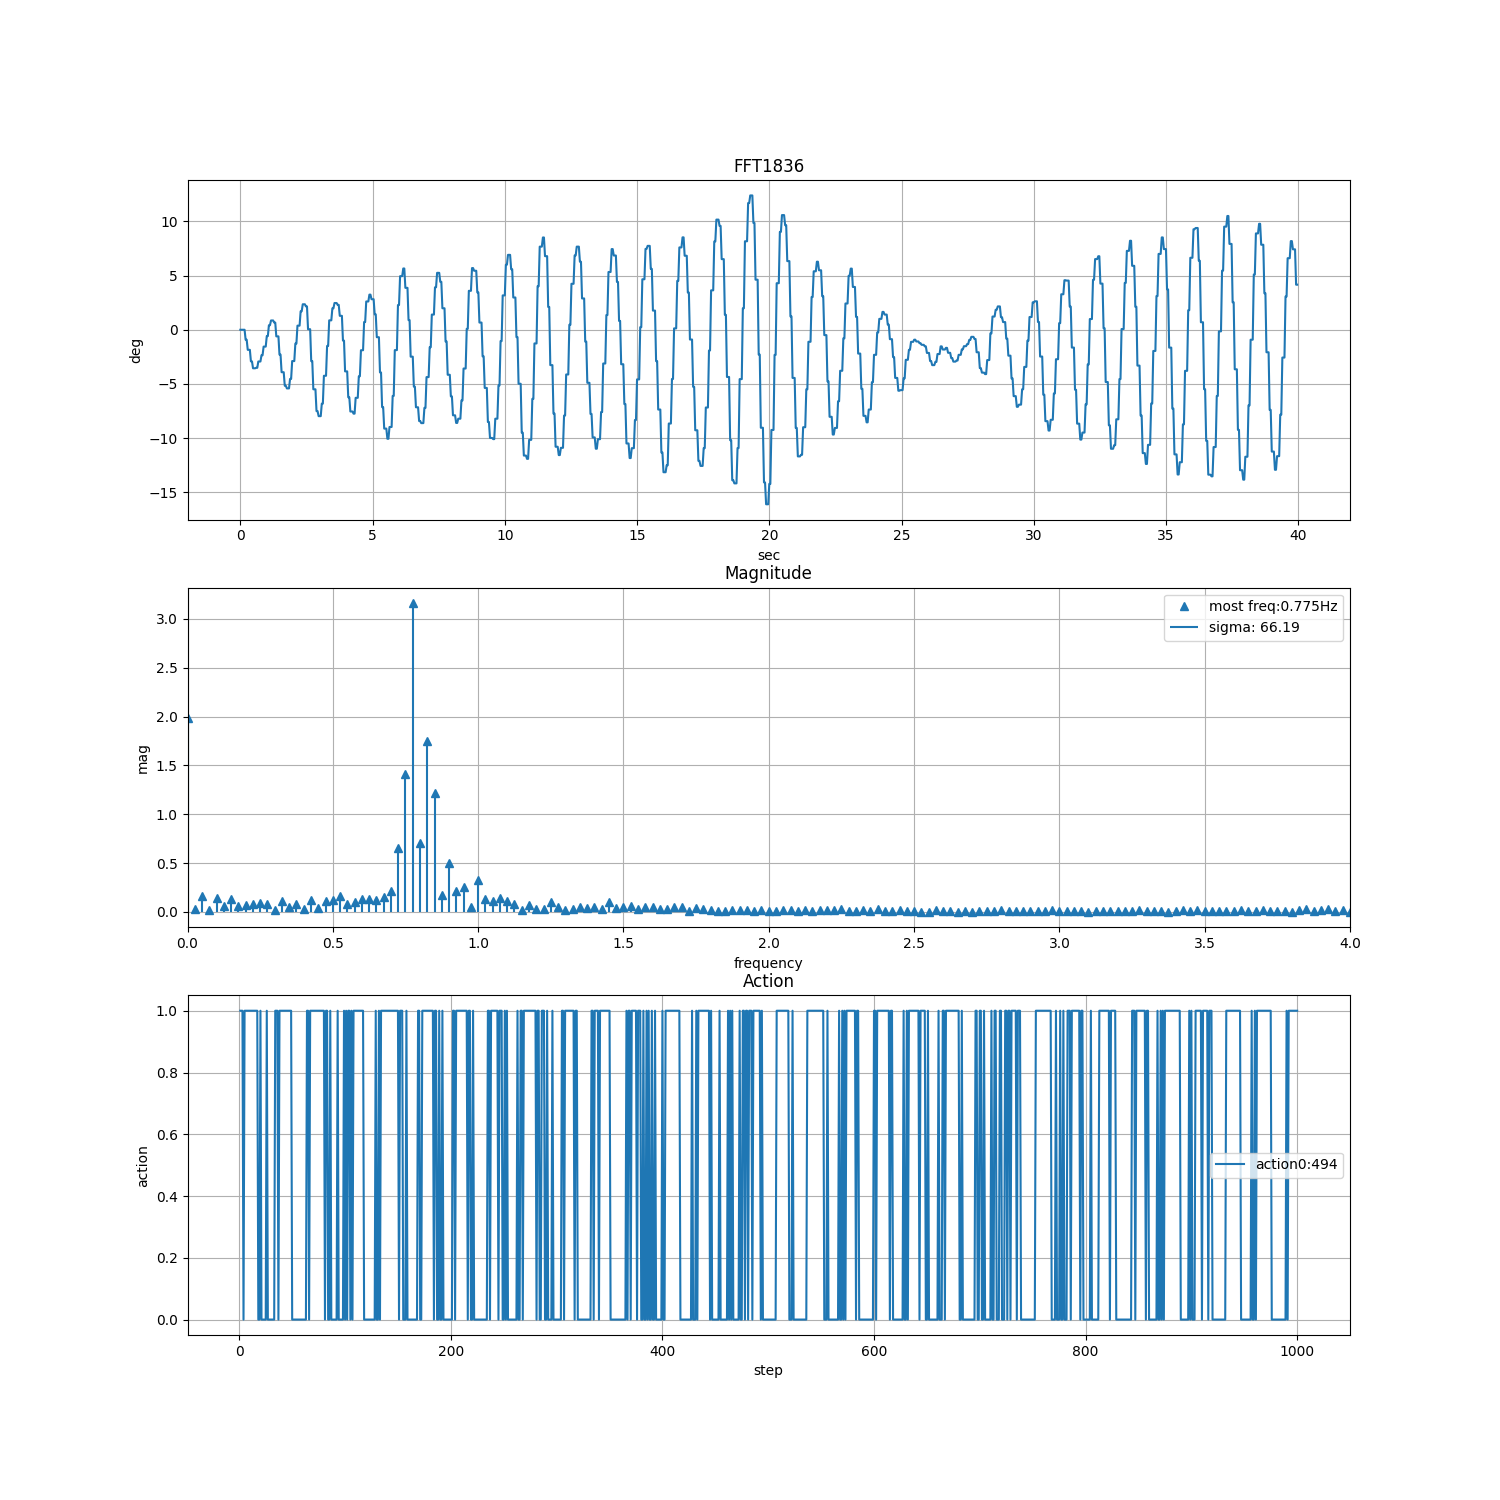 FFT1836
10
5
0
−5
−10
−15
deg
0 5 10 15 20 25 30 35 40
sec
Magnitude
most freq:0.775Hz
sigma: 66.19
3.0
2.5
2.0
1.5
1.0
0.5
0.0
mag
0.0 0.5 1.0 1.5 2.0 2.5 3.0 3.5 4.0
frequency
Action
1.0
0.8
0.6
0.4
0.2
0.0
action
action0:494
0 200 400 600 800 1000
step